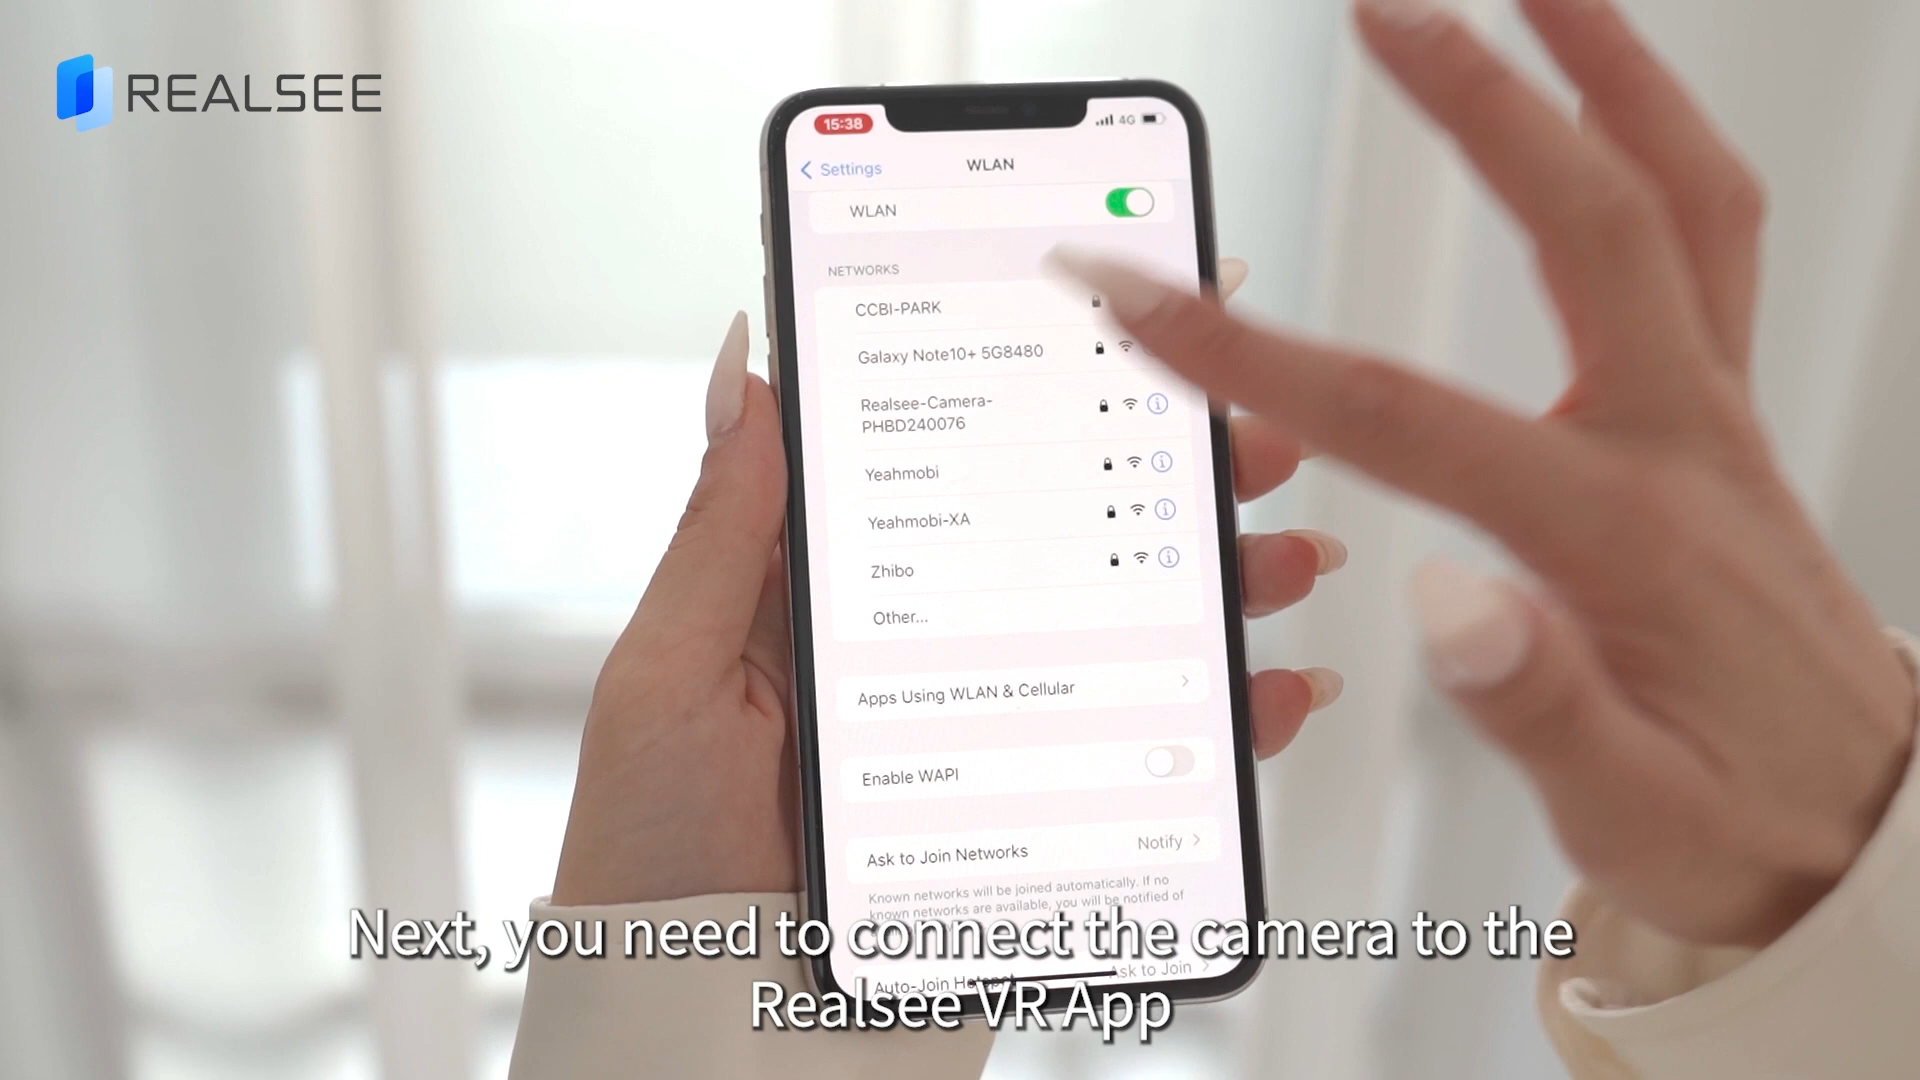 REALSEE
15:38
4G
Settings
WLAN
WLAN
NETWORKS
CCBI-PARK
Galaxy Note10+ 5G8480
Realsee-Camera-
PHBD240076
Yeahmobi
Yeahmobi-XA
Zhibo
Other...
Apps Using WLAN & Cellular
Enable WAPI
Ask to Join Networks
Notify
Known networks will be joined automatically. If no
known networks are available, you will be notified of
Auto-Join Hotspot
Ask to Join
Next, you need to connect the camera to the
Realsee VR App